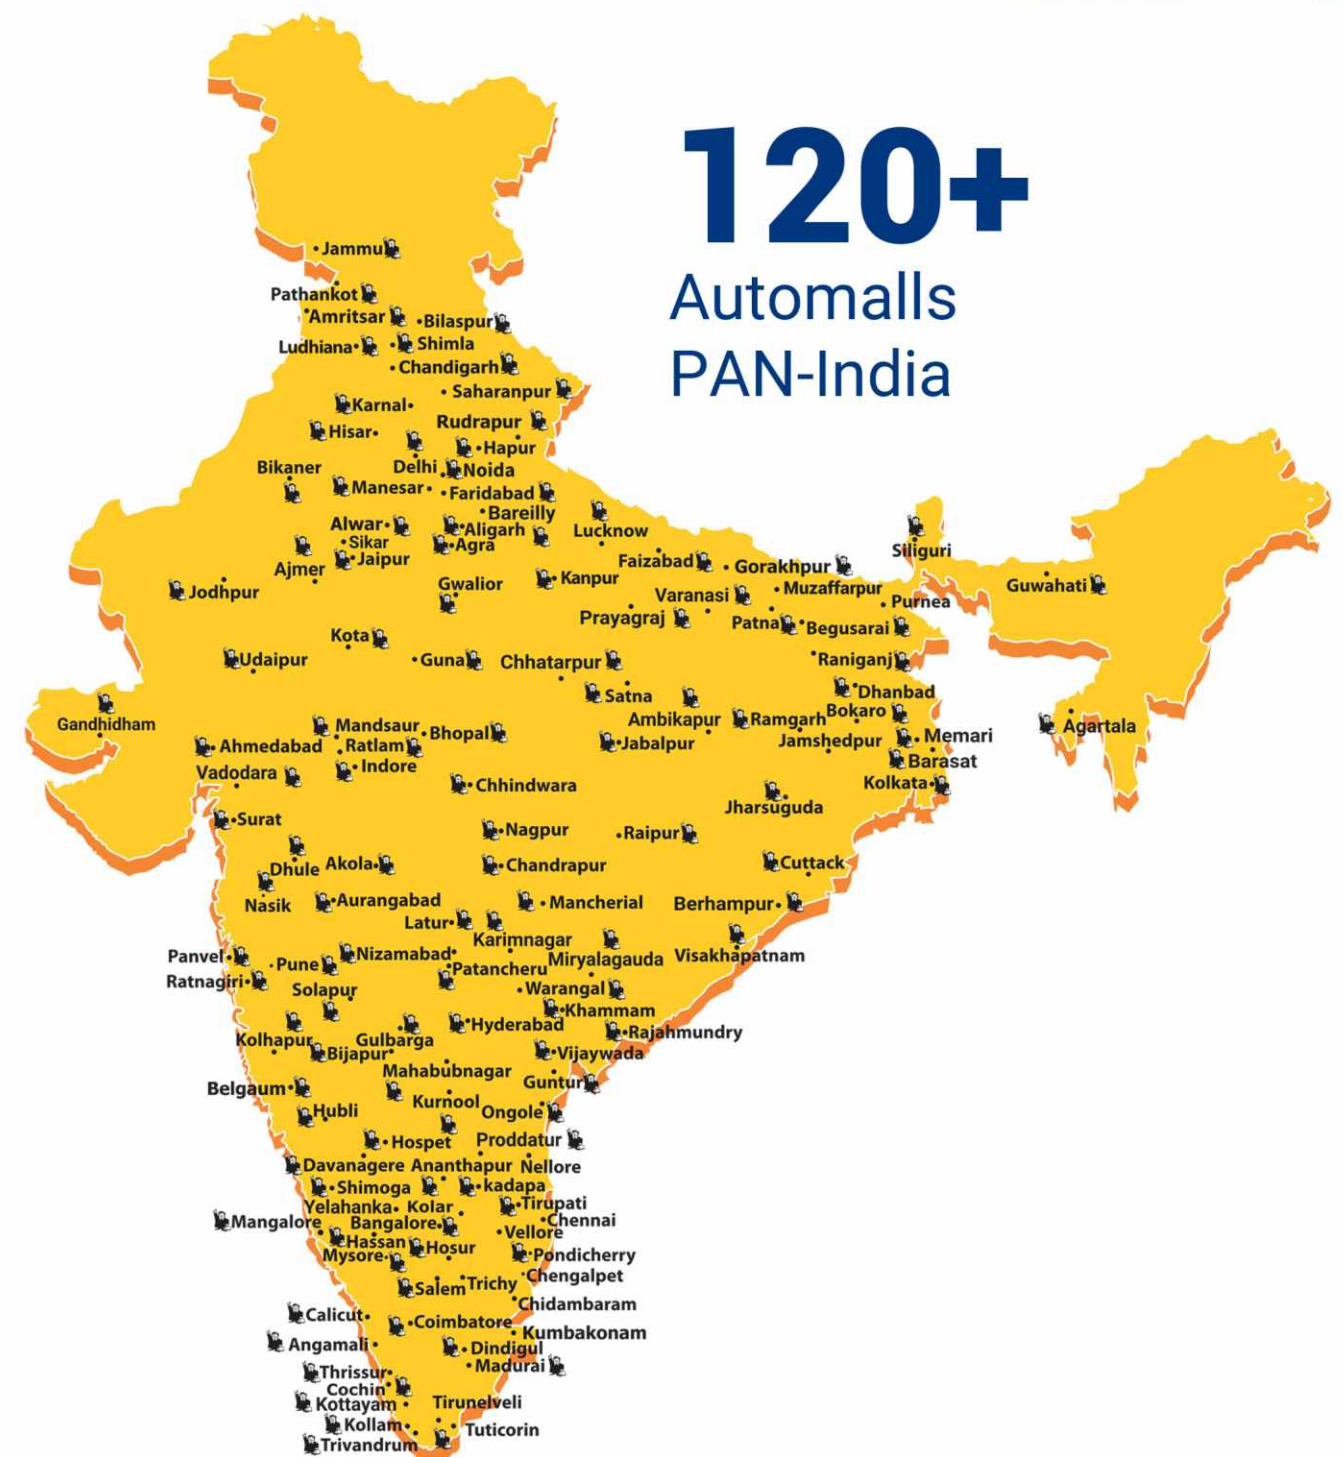 120+
Automalls
PAN-India
Jammu
Pathankot
Amritsar
Bilaspur
Ludhiana
Shimla
Chandigarh
Saharanpur
Karnal
Rudrapur
Hisar
Hapur
Bikaner
Delhi
Noida
Manesar
Faridabad
Bareilly
Alwar
Aligarh
Lucknow
Sikar
Agra
Siliguri
Jaipur
Faizabad
Gorakhpur
Ajmer
Kanpur
Guwahati
Jodhpur
Gwalior
Varanasi
Muzaffarpur
Purnea
Prayagraj
Patna
Begusarai
Kota
Udaipur
Guna
Chhatarpur
Raniganj
Satna
Dhanbad
Gandhidham
Mandsaur
Ambikapur
Ramgarh
Bokaro
Agartala
Bhopal
Ahmedabad
Ratlam
Jabalpur
Jamshedpur
Memari
Indore
Barasat
Vadodara
Chhindwara
Kolkata
Jharsuguda
Surat
Nagpur
Raipur
Dhule
Akola
Chandrapur
Cuttack
Nasik
Aurangabad
Mancherial
Berhampur
Latur
Karimnagar
Panvel
Pune
Nizamabad
Miryalagauda
Visakhapatnam
Patancheru
Ratnagiri
Solapur
Warangal
Khammam
Hyderabad
Rajahmundry
Kolhapur
Gulbarga
Bijapur
Vijaywada
Mahabubnagar
Guntur
Belgaum
Kurnool
Hubli
Ongole
Hospet
Proddatur
Davanagere
Ananthapur
Nellore
Shimoga
kadapa
Yelahanka
Kolar
Tirupati
Mangalore
Bangalore
Chennai
Vellore
Hassan
Hosur
Mysore
Pondicherry
Chengalpet
Salem
Trichy
Chidambaram
Calicut
Coimbatore
Kumbakonam
Angamali
Dindigul
Madurai
Thrissur
Cochin
Kottayam
Tirunelveli
Kollam
Tuticorin
Trivandrum